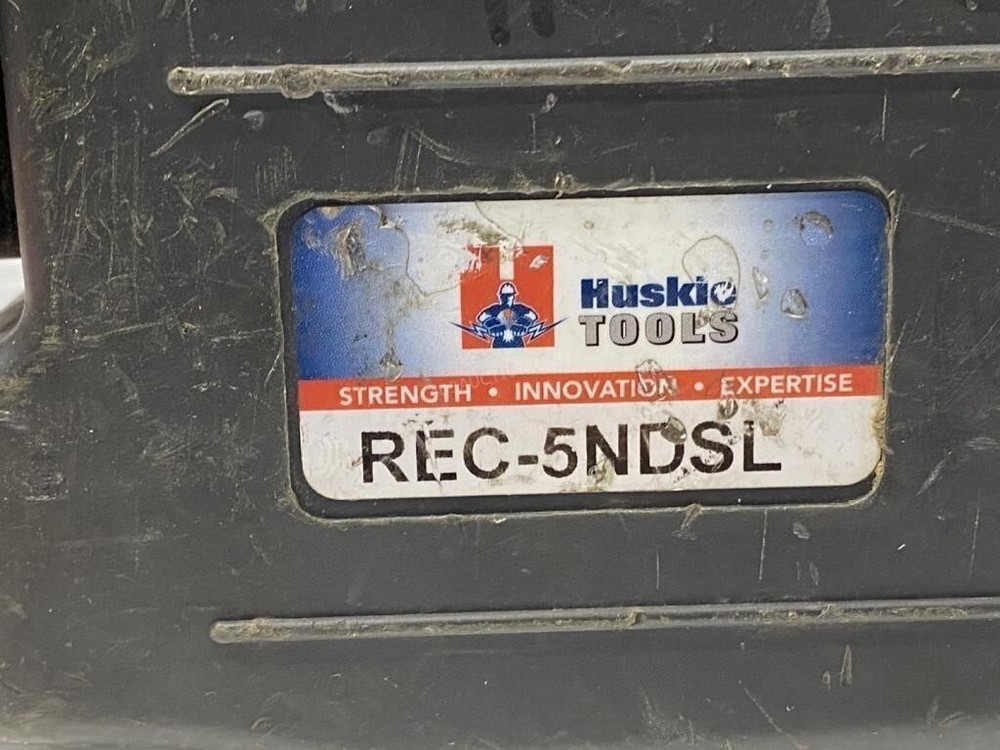 Huskie
TOOLS
STRENGTH • INNOVATION • EXPERTISE
REC-5NDSL